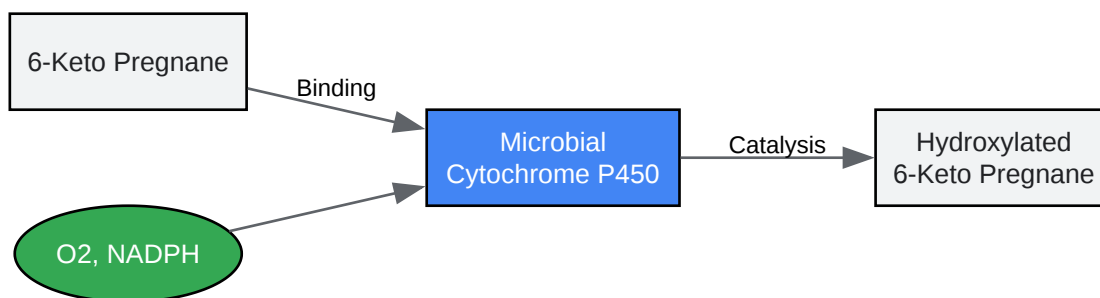 6-Keto Pregnane
Binding
Microbial
Cytochrome P450
Catalysis
Hydroxylated
6-Keto Pregnane
O2, NADPH